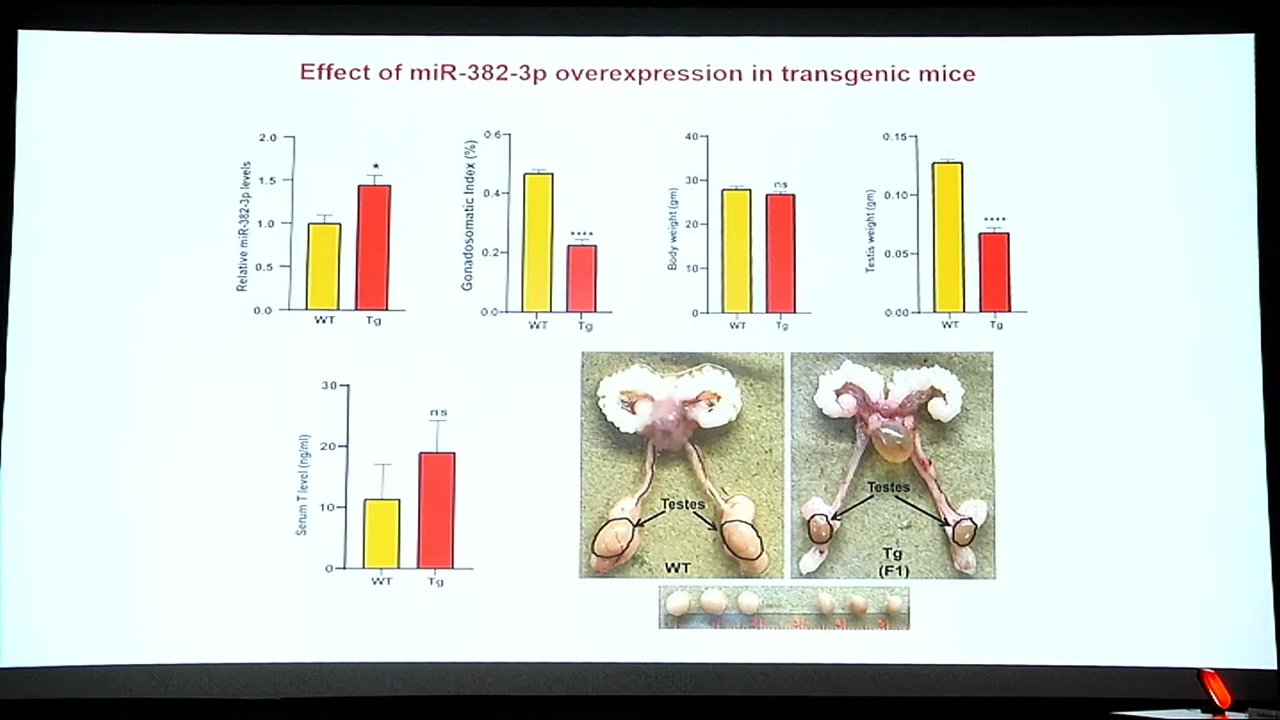 Effect of miR-382-3p overexpression in transgenic mice
Relative miR-382-3p levels
2.0
1.5
1.0
0.5
0.0
*
WT
Tg
Gonadosomatic Index (%)
0.6
0.4
0.2
0.0
****
WT
Tg
Body weight (gm)
40
30
20
10
0
ns
WT
Tg
Testis weight (gm)
0.15
0.10
0.05
0.00
****
WT
Tg
Serum T level (ng/ml)
30
20
10
0
ns
WT
Tg
Testes
WT
Testes
Tg
(F1)